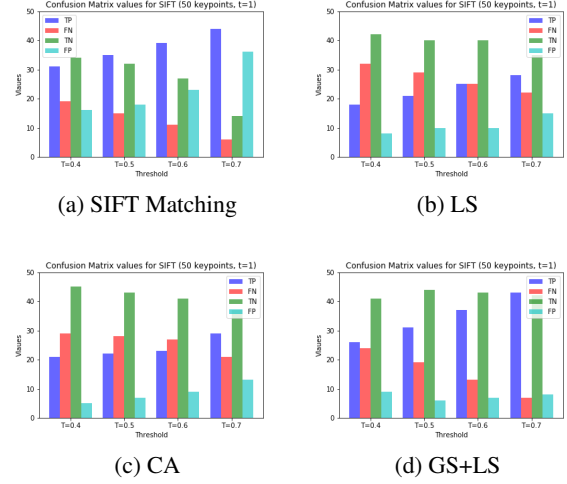 Confusion Matrix values for SIFT (50 keypoints, t=1)
50
40
30
20
10
0
Vlaues
TP
FN
TN
FP
T=0.4 T=0.5 T=0.6 T=0.7
Threshold
(a) SIFT Matching
Confusion Matrix values for SIFT (50 keypoints, t=1)
50
40
30
20
10
0
Vlaues
TP
FN
TN
FP
T=0.4 T=0.5 T=0.6 T=0.7
Threshold
(b) LS
Confusion Matrix values for SIFT (50 keypoints, t=1)
50
40
30
20
10
0
Vlaues
TP
FN
TN
FP
T=0.4 T=0.5 T=0.6 T=0.7
Threshold
(c) CA
Confusion Matrix values for SIFT (50 keypoints, t=1)
50
40
30
20
10
0
Vlaues
TP
FN
TN
FP
T=0.4 T=0.5 T=0.6 T=0.7
Threshold
(d) GS+LS